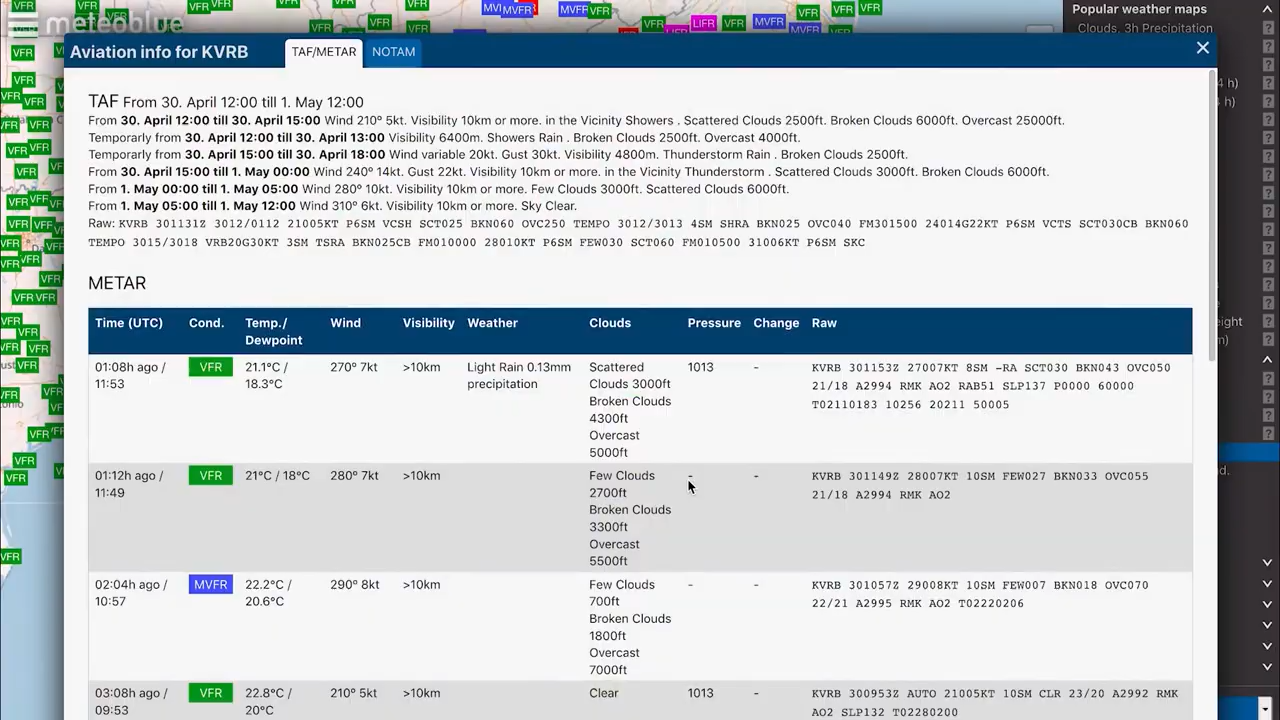 meteoblue
Popular weather maps
Clouds, 3h Precipitation
Aviation info for KVRB
TAF/METAR
NOTAM
TAF From 30. April 12:00 till 1. May 12:00
From 30. April 12:00 till 30. April 15:00 Wind 210º 5kt. Visibility 10km or more. in the Vicinity Showers . Scattered Clouds 2500ft. Broken Clouds 6000ft. Overcast 25000ft.
Temporarly from 30. April 12:00 till 30. April 13:00 Visibility 6400m. Showers Rain . Broken Clouds 2500ft. Overcast 4000ft.
Temporarly from 30. April 15:00 till 30. April 18:00 Wind variable 20kt. Gust 30kt. Visibility 4800m. Thunderstorm Rain . Broken Clouds 2500ft.
From 30. April 15:00 till 1. May 00:00 Wind 240º 14kt. Gust 22kt. Visibility 10km or more. in the Vicinity Thunderstorm . Scattered Clouds 3000ft. Broken Clouds 6000ft.
From 1. May 00:00 till 1. May 05:00 Wind 280º 10kt. Visibility 10km or more. Few Clouds 3000ft. Scattered Clouds 6000ft.
From 1. May 05:00 till 1. May 12:00 Wind 310º 6kt. Visibility 10km or more. Sky Clear.
Raw: KVRB 301131Z 3012/0112 21005KT P6SM VCSH SCT025 BKN060 OVC250 TEMPO 3012/3013 4SM SHRA BKN025 OVC040 FM301500 24014G22KT P6SM VCTS SCT030CB BKN060
TEMPO 3015/3018 VRB20G30KT 3SM TSRA BKN025CB FM010000 28010KT P6SM FEW030 SCT060 FM010500 31006KT P6SM SKC
METAR
Time (UTC) Cond. Temp./ Wind Visibility Weather Clouds Pressure Change Raw
Dewpoint
01:08h ago / VFR 21.1°C / 270º 7kt >10km Light Rain 0.13mm Scattered 1013 - KVRB 301153Z 27007KT 8SM -RA SCT030 BKN043 OVC050
11:53 18.3°C precipitation Clouds 3000ft 21/18 A2994 RMK AO2 RAB51 SLP137 P0000 60000
Broken Clouds T02110183 10256 20211 50005
4300ft
Overcast
5000ft
01:12h ago / VFR 21°C / 18°C 280º 7kt >10km Few Clouds - - KVRB 301149Z 28007KT 10SM FEW027 BKN033 OVC055
11:49 2700ft 21/18 A2994 RMK AO2
Broken Clouds
3300ft
Overcast
5500ft
02:04h ago / MVFR 22.2°C / 290º 8kt >10km Few Clouds - - KVRB 301057Z 29008KT 10SM FEW007 BKN018 OVC070
10:57 20.6°C 700ft 22/21 A2995 RMK AO2 T02220206
Broken Clouds
1800ft
Overcast
7000ft
03:08h ago / VFR 22.8°C / 210º 5kt >10km Clear 1013 - KVRB 300953Z AUTO 21005KT 10SM CLR 23/20 A2992 RMK
09:53 20°C AO2 SLP132 T02280200